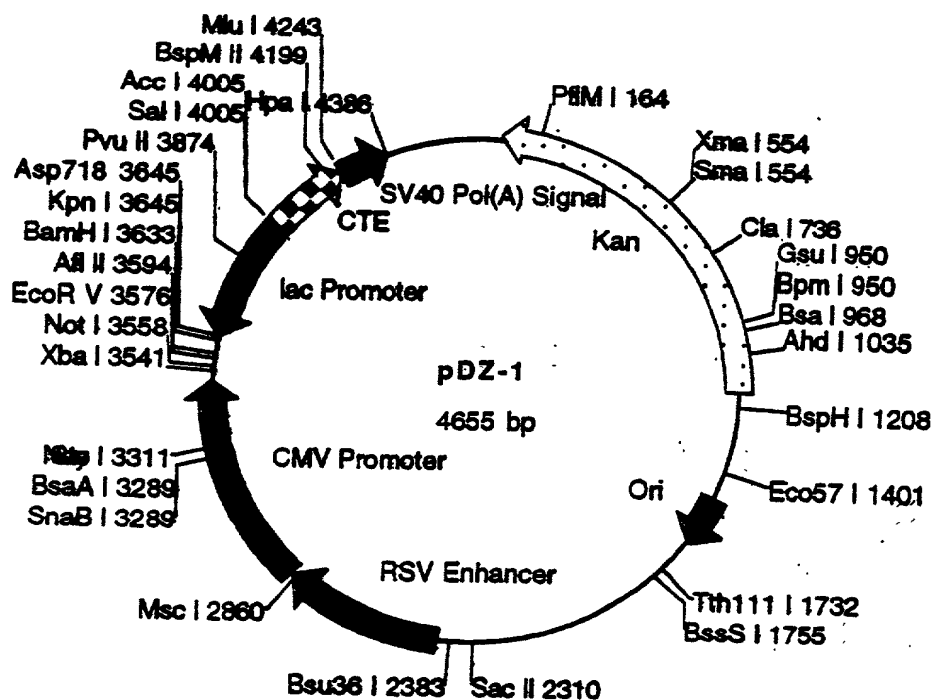 Mlu I 4243
BspM II 4199
Acc I 4005
Sal I 4005
Hpa I 4386
Pvu II 3874
Asp718 3645
Kpn I 3645
BamH I 3633
Afl II 3594
EcoR V 3576
Not I 3558
Xba I 3541
I 3311
BsaA I 3289
SnaB I 3289
Msc I 2860
Bsu36 I 2383
Sac II 2310
BssS I 1755
Tth111 I 1732
Eco57 I 1401
BspH I 1208
Ahd I 1035
Bsa I 968
Bpm I 950
Gsu I 950
Cla I 736
Sma I 554
Xma I 554
PflM I 164
SV40 Pol(A) Signal
CTE
Kan
lac Promoter
pDZ-1
4655 bp
CMV Promoter
Ori
RSV Enhancer